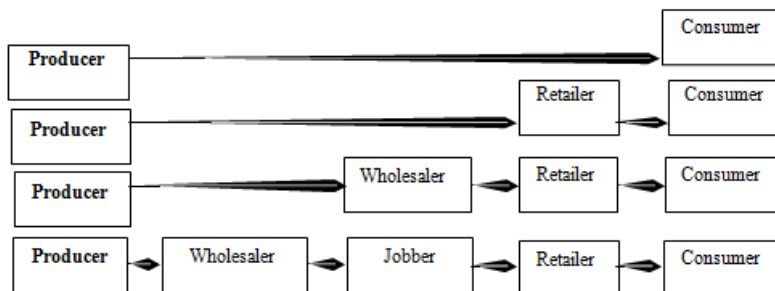 Consumer
Producer
Retailer Consumer
Producer
Wholesaler Retailer Consumer
Producer
Producer Wholesaler Jobber Retailer Consumer